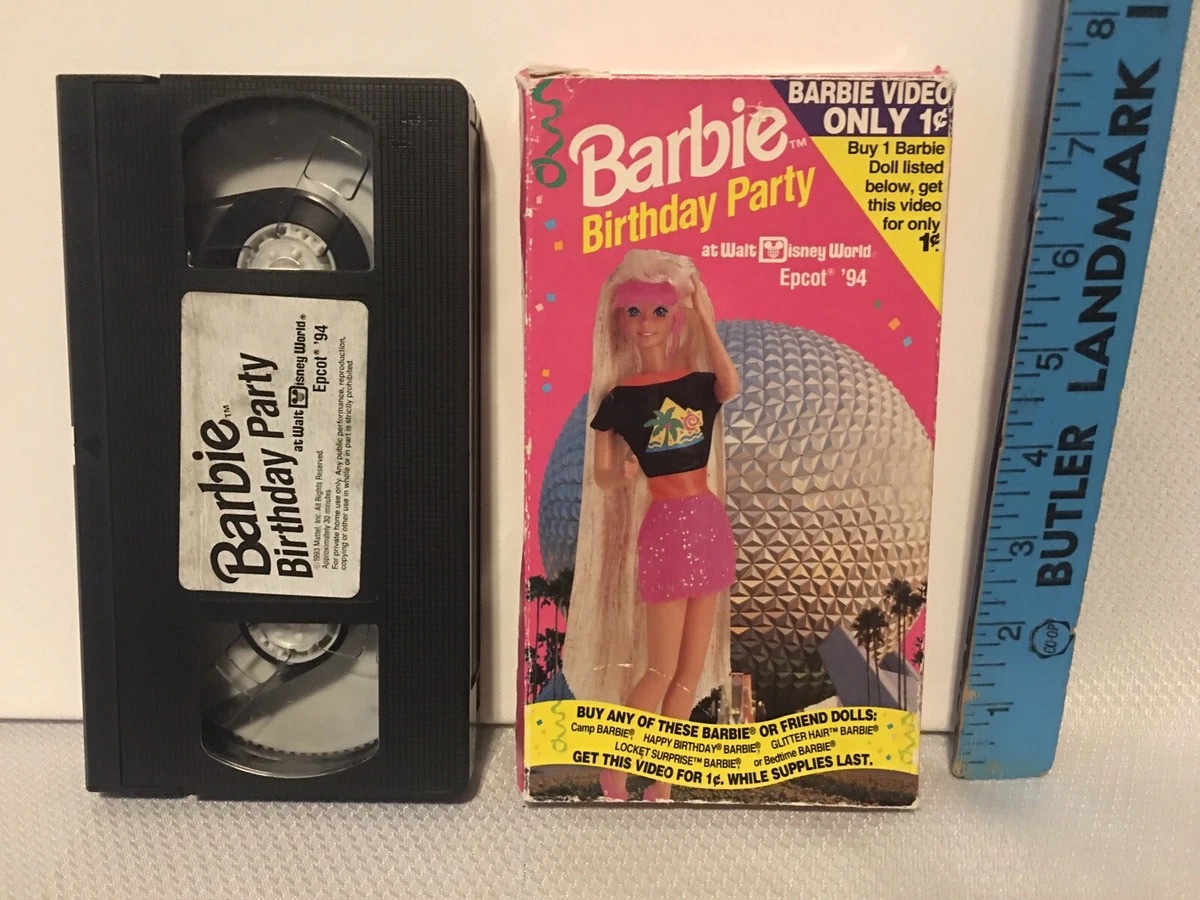 Barbie™
Birthday Party
at Walt Disney World®
Epcot® '94
©1993 Mattel, Inc. All Rights Reserved.
Approximately 30 minutes
For private home use only. Any public performance, reproduction,
copying or other use in whole or in part is strictly prohibited.
Barbie™
Birthday Party
at Walt Disney World®
Epcot® '94
BARBIE VIDEO
ONLY 1¢
Buy 1 Barbie
Doll listed
below, get
this video
for only
1¢.
BUY ANY OF THESE BARBIE® OR FRIEND DOLLS:
Camp BARBIE®, HAPPY BIRTHDAY® BARBIE®, GLITTER HAIR™ BARBIE®
LOCKET SURPRISE™ BARBIE®, or Bedtime BARBIE®
GET THIS VIDEO FOR 1¢. WHILE SUPPLIES LAST.
BUTLER LANDMARK
CO-OP
1
2
3
4
5
6
7
8